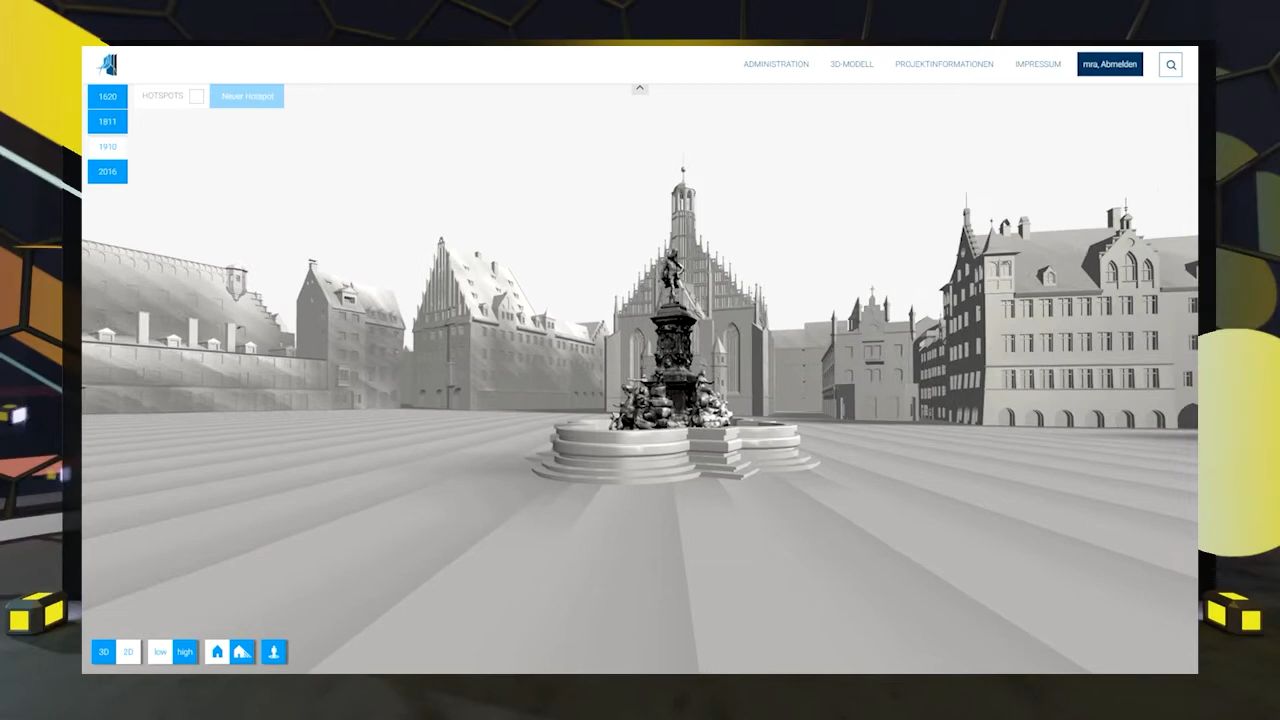 ADMINISTRATION 3D-MODELL PROJEKTINFORMATIONEN IMPRESSUM mra, Abmelden
1620 HOTSPOTS Neuer Hotspot
1811
1910
2016
3D 2D low high